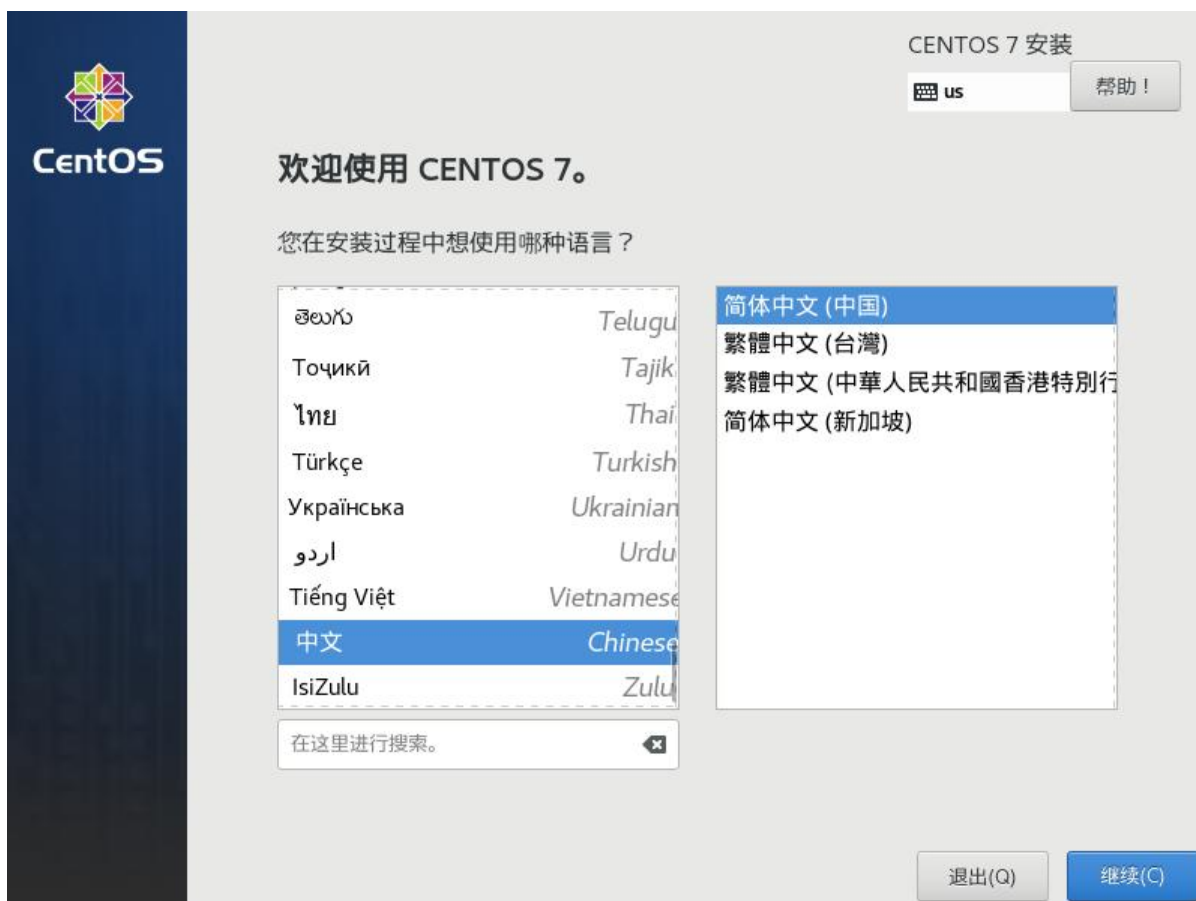 CentOS
CENTOS 7 安装
us
帮助！
欢迎使用 CENTOS 7。
您在安装过程中想使用哪种语言？
తెలుగు Telugu
Тоҷикӣ Tajik
ไทย Thai
Türkçe Turkish
Українська Ukrainian
اردو Urdu
Tiếng Việt Vietnamese
中文 Chinese
IsiZulu Zulu
简体中文 (中国)
繁體中文 (台灣)
繁體中文 (中華人民共和國香港特別行
简体中文 (新加坡)
在这里进行搜索。
退出(Q)
继续(C)